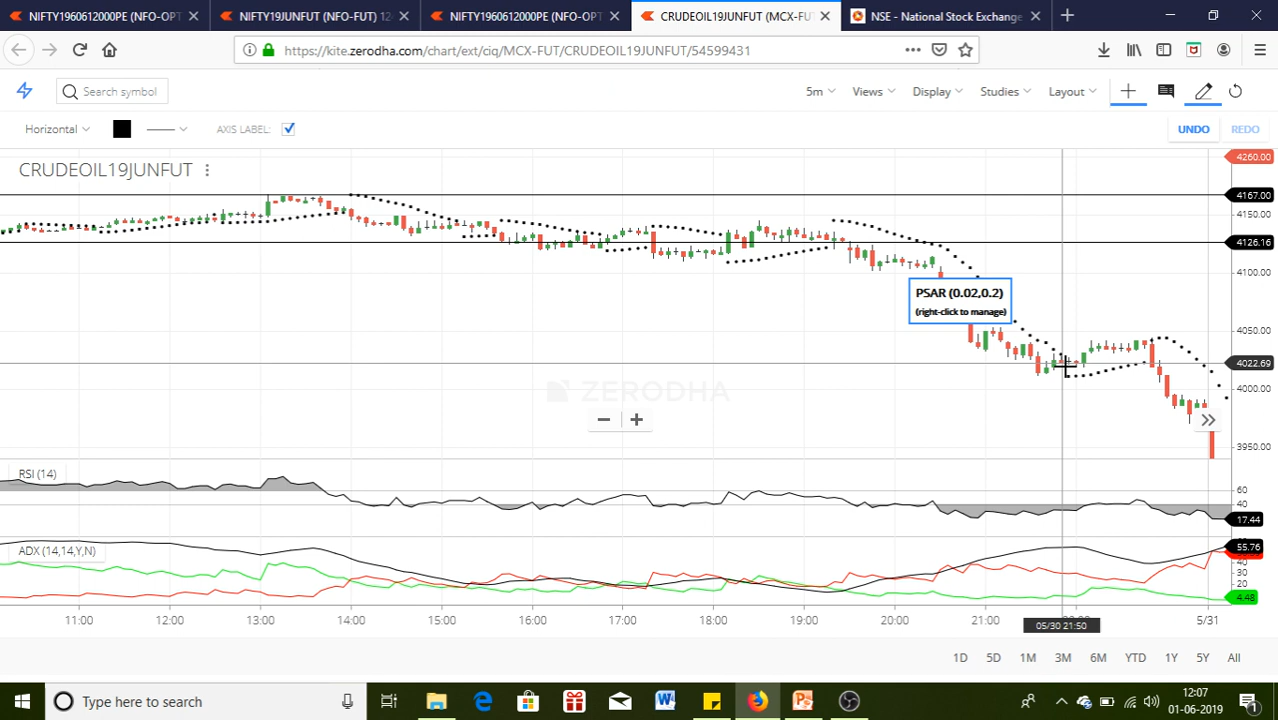 NIFTY1960612000PE (NFO-OPT
NIFTY19JUNFUT (NFO-FUT) 12
NIFTY1960612000PE (NFO-OPT
CRUDEOIL19JUNFUT (MCX-FUT
NSE - National Stock Exchange
https://kite.zerodha.com/chart/ext/ciq/MCX-FUT/CRUDEOIL19JUNFUT/54599431
Search symbol
5m
Views
Display
Studies
Layout
Horizontal
AXIS LABEL:
UNDO
REDO
CRUDEOIL19JUNFUT
4260.00
4167.00
4150.00
4126.16
4100.00
PSAR (0.02,0.2)
(right-click to manage)
4050.00
4022.69
4000.00
ZERODHA
3950.00
RSI (14)
60
40
17.44
ADX (14,14,Y,N)
55.76
40
30
20
4.48
11:00 12:00 13:00 14:00 15:00 16:00 17:00 18:00 19:00 20:00 21:00 5/31
05/30 21:50
1D 5D 1M 3M 6M YTD 1Y 5Y All
Type here to search
12:07
01-06-2019
1